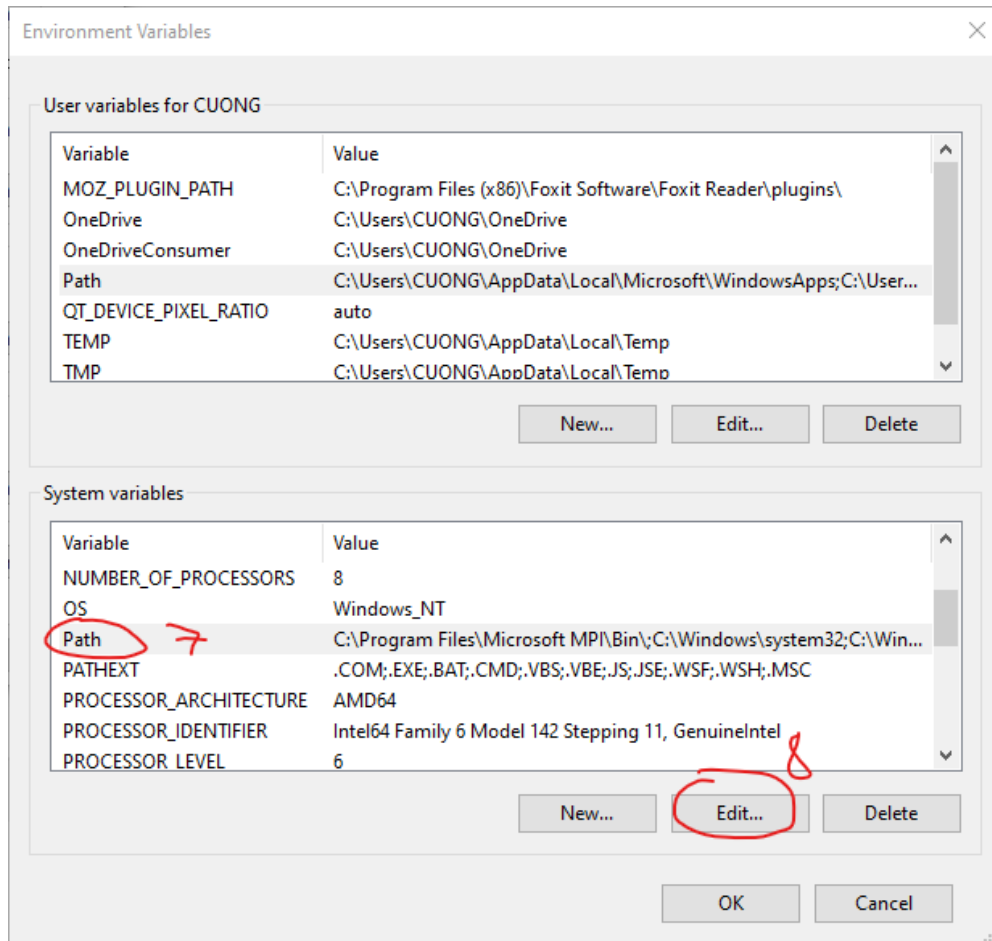 Environment Variables
User variables for CUONG
Variable Value
MOZ_PLUGIN_PATH C:\Program Files (x86)\Foxit Software\Foxit Reader\plugins\
OneDrive C:\Users\CUONG\OneDrive
OneDriveConsumer C:\Users\CUONG\OneDrive
Path C:\Users\CUONG\AppData\Local\Microsoft\WindowsApps;C:\User...
QT_DEVICE_PIXEL_RATIO auto
TEMP C:\Users\CUONG\AppData\Local\Temp
TMP C:\Users\CUONG\AppData\Local\Temp
New... Edit... Delete
System variables
Variable Value
NUMBER_OF_PROCESSORS 8
OS Windows_NT
Path 7 C:\Program Files\Microsoft MPI\Bin\;C:\Windows\system32;C:\Win...
PATHEXT .COM;.EXE;.BAT;.CMD;.VBS;.VBE;.JS;.JSE;.WSF;.WSH;.MSC
PROCESSOR_ARCHITECTURE AMD64
PROCESSOR_IDENTIFIER Intel64 Family 6 Model 142 Stepping 11, GenuineIntel
PROCESSOR_LEVEL 6
8
New... Edit... Delete
OK Cancel